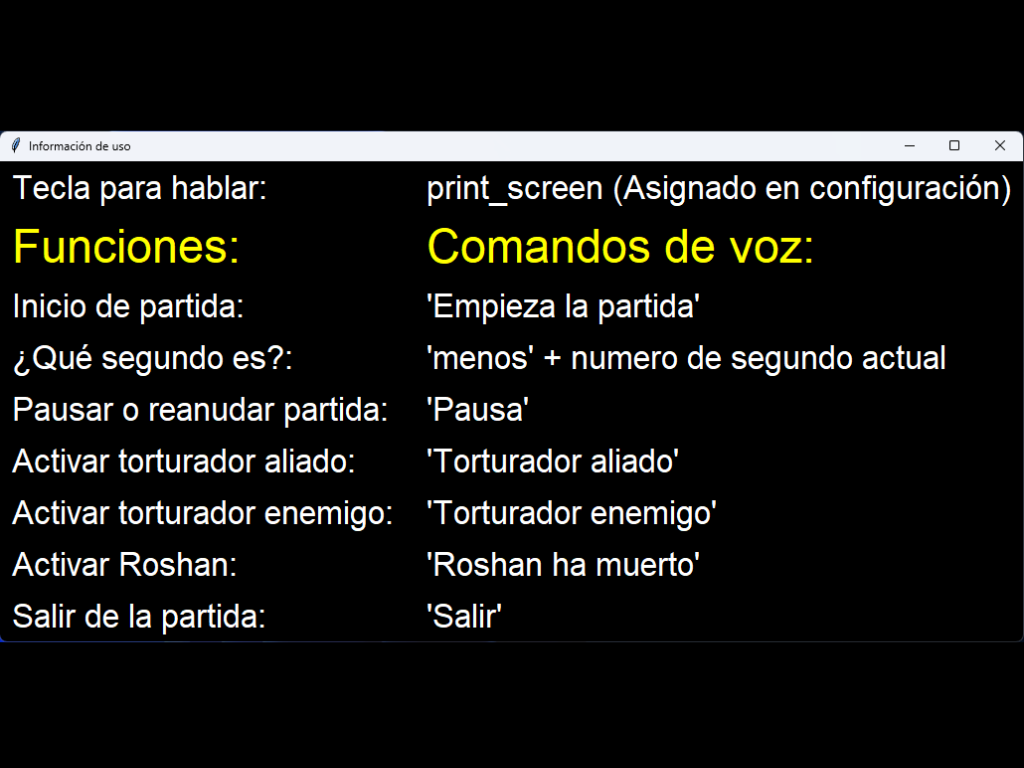 Información de uso
Tecla para hablar: print_screen (Asignado en configuración)
Funciones: Comandos de voz:
Inicio de partida: 'Empieza la partida'
¿Qué segundo es?: 'menos' + numero de segundo actual
Pausar o reanudar partida: 'Pausa'
Activar torturador aliado: 'Torturador aliado'
Activar torturador enemigo: 'Torturador enemigo'
Activar Roshan: 'Roshan ha muerto'
Salir de la partida: 'Salir'